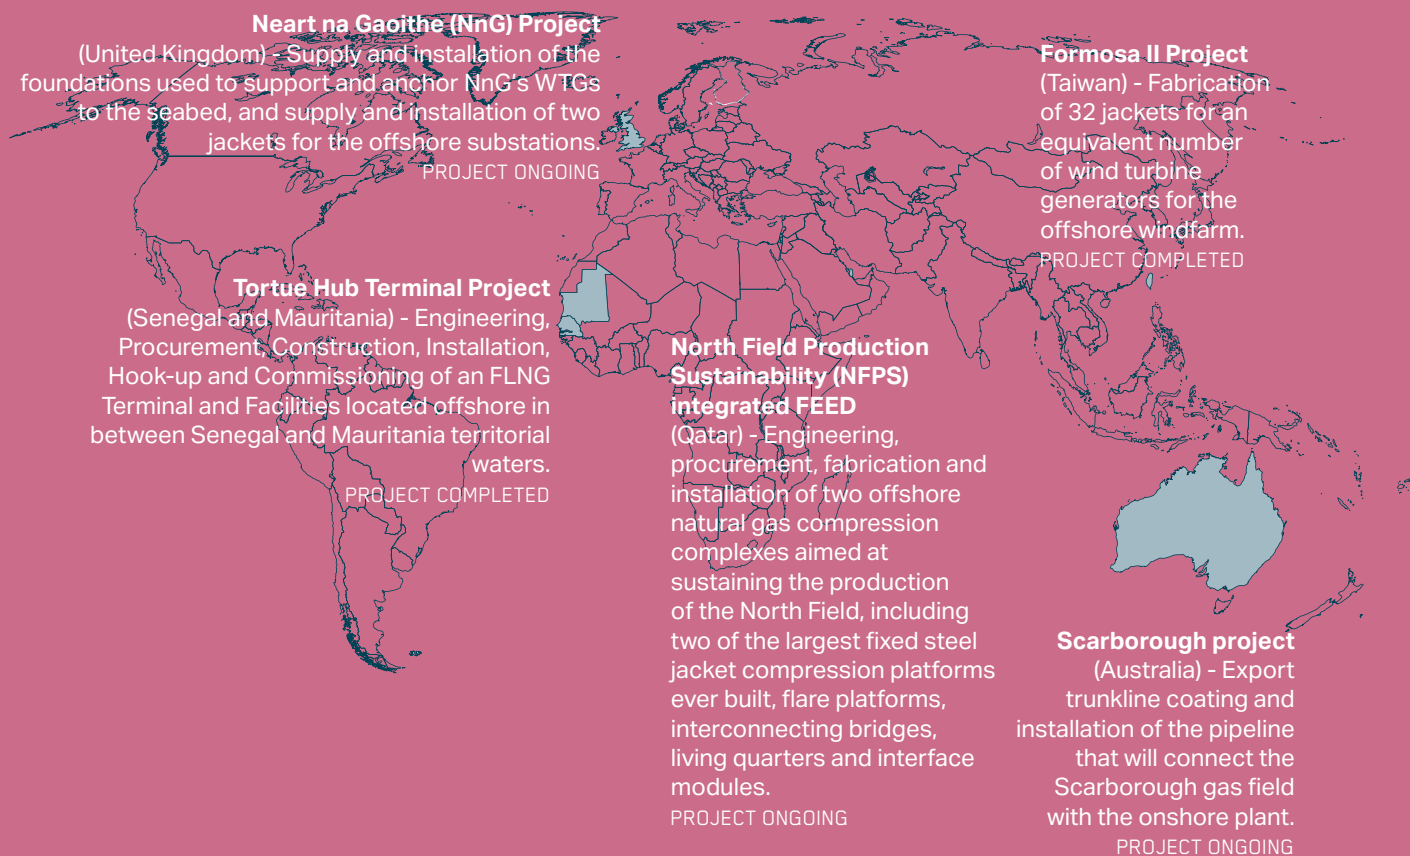 Neart na Gaoithe (NnG) Project
(United Kingdom) - Supply and installation of the
foundations used to support and anchor NnG's WTGs
to the seabed, and supply and installation of two
jackets for the offshore substations.
PROJECT ONGOING
Formosa II Project
(Taiwan) - Fabrication
of 32 jackets for an
equivalent number
of wind turbine
generators for the
offshore windfarm.
PROJECT COMPLETED
Tortue Hub Terminal Project
(Senegal and Mauritania) - Engineering,
Procurement, Construction, Installation,
Hook-up and Commissioning of an FLNG
Terminal and Facilities located offshore in
between Senegal and Mauritania territorial
waters.
PROJECT COMPLETED
North Field Production
Sustainability (NFPS)
integrated FEED
(Qatar) - Engineering,
procurement, fabrication and
installation of two offshore
natural gas compression
complexes aimed at
sustaining the production
of the North Field, including
two of the largest fixed steel
jacket compression platforms
ever built, flare platforms,
interconnecting bridges,
living quarters and interface
modules.
PROJECT ONGOING
Scarborough project
(Australia) - Export
trunkline coating and
installation of the pipeline
that will connect the
Scarborough gas field
with the onshore plant.
PROJECT ONGOING